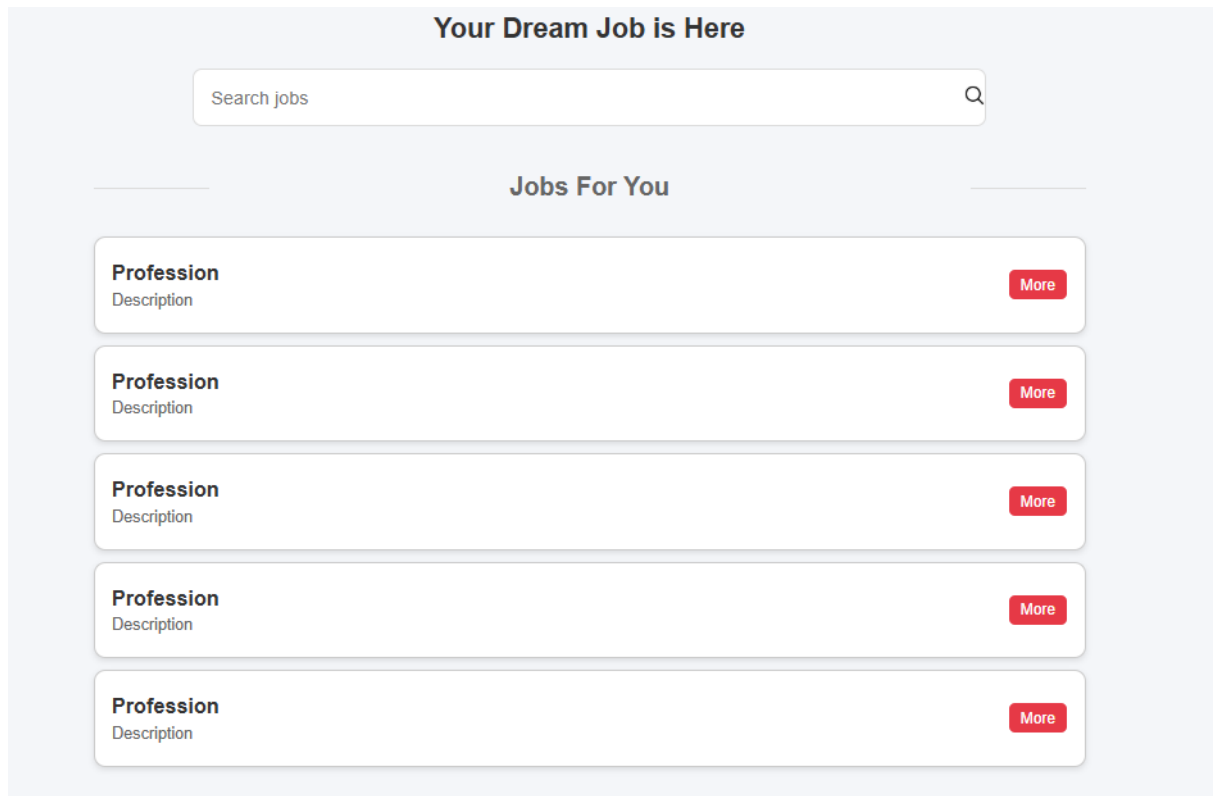 Your Dream Job is Here
Search jobs
Jobs For You
Profession
Description
More
Profession
Description
More
Profession
Description
More
Profession
Description
More
Profession
Description
More